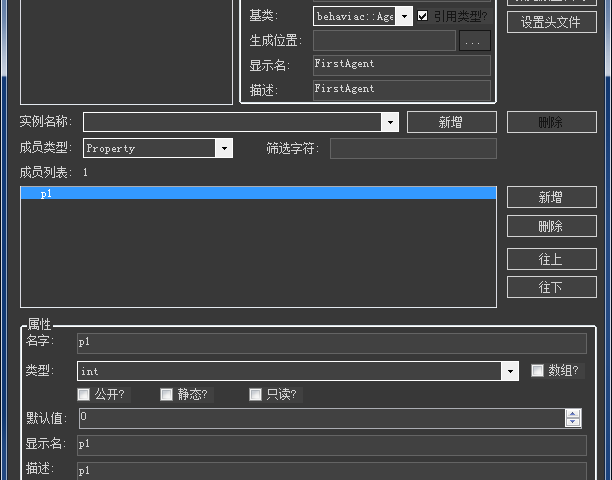 基类: behaviac::Age 引用类型?
设置头文件
生成位置: ...
显示名: FirstAgent
描述: FirstAgent
实例名称: 新增 删除
成员类型: Property 筛选字符:
成员列表: 1
p1
新增
删除
往上
往下
属性
名字: p1
类型: int 数组?
公开? 静态? 只读?
默认值: 0
显示名: p1
描述: p1